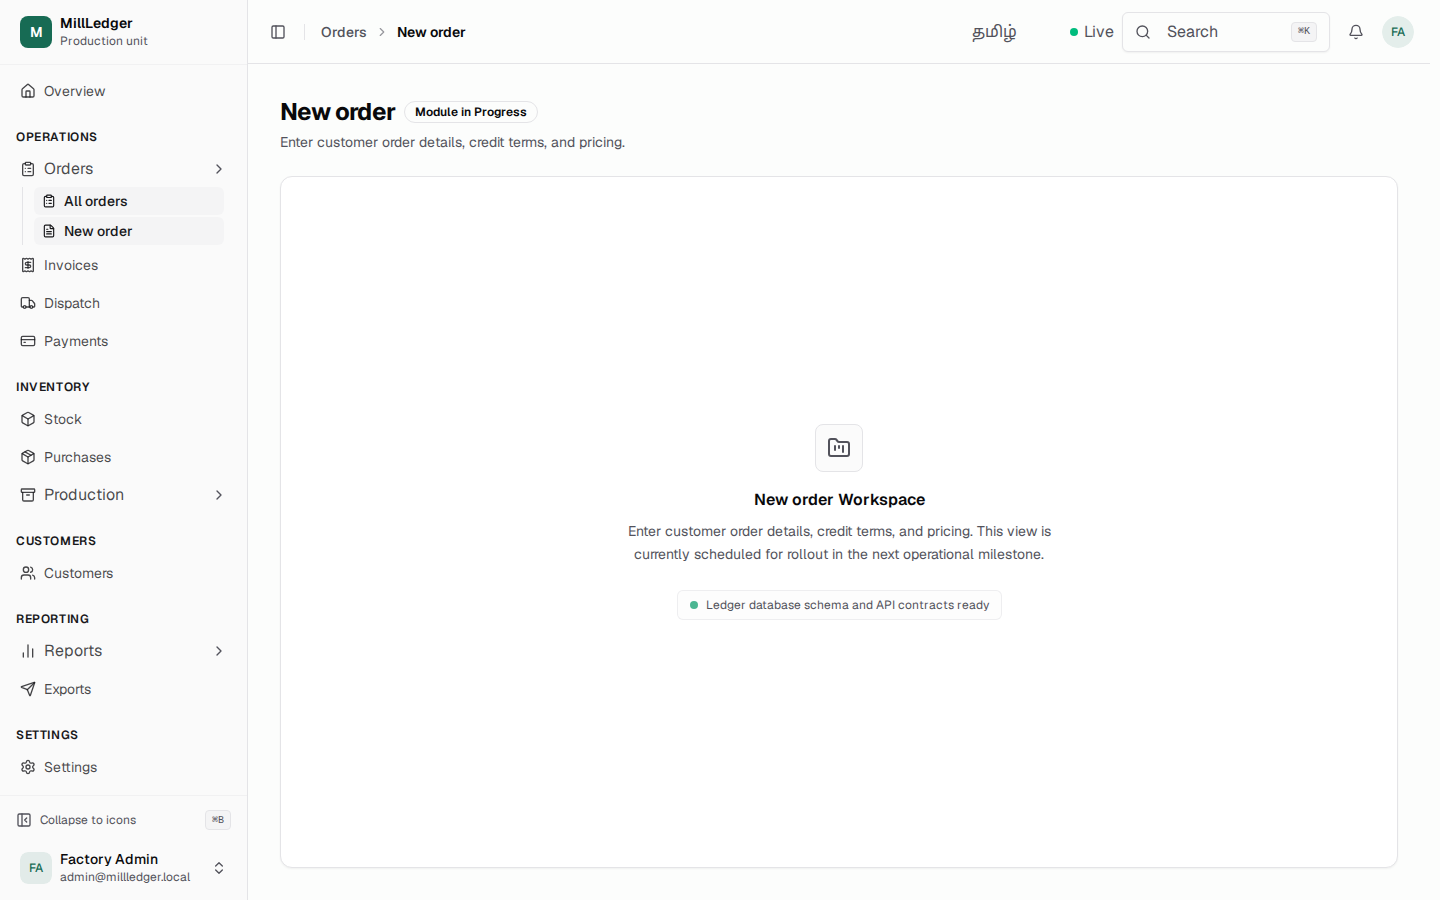 M
MillLedger
Production unit
Overview
OPERATIONS
Orders
All orders
New order
Invoices
Dispatch
Payments
INVENTORY
Stock
Purchases
Production
CUSTOMERS
Customers
REPORTING
Reports
Exports
SETTINGS
Settings
Collapse to icons ⌘B
FA
Factory Admin
admin@millledger.local
Orders > New order
தமிழ்
Live
Search ⌘K
FA
New order
Module in Progress
Enter customer order details, credit terms, and pricing.
New order Workspace
Enter customer order details, credit terms, and pricing. This view is
currently scheduled for rollout in the next operational milestone.
Ledger database schema and API contracts ready